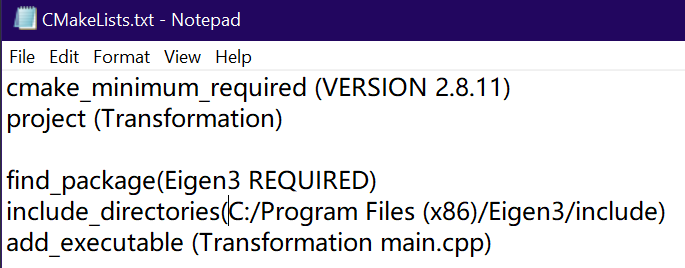 CMakeLists.txt - Notepad
File Edit Format View Help
cmake_minimum_required (VERSION 2.8.11)
project (Transformation)
find_package(Eigen3 REQUIRED)
include_directories(C:/Program Files (x86)/Eigen3/include)
add_executable (Transformation main.cpp)